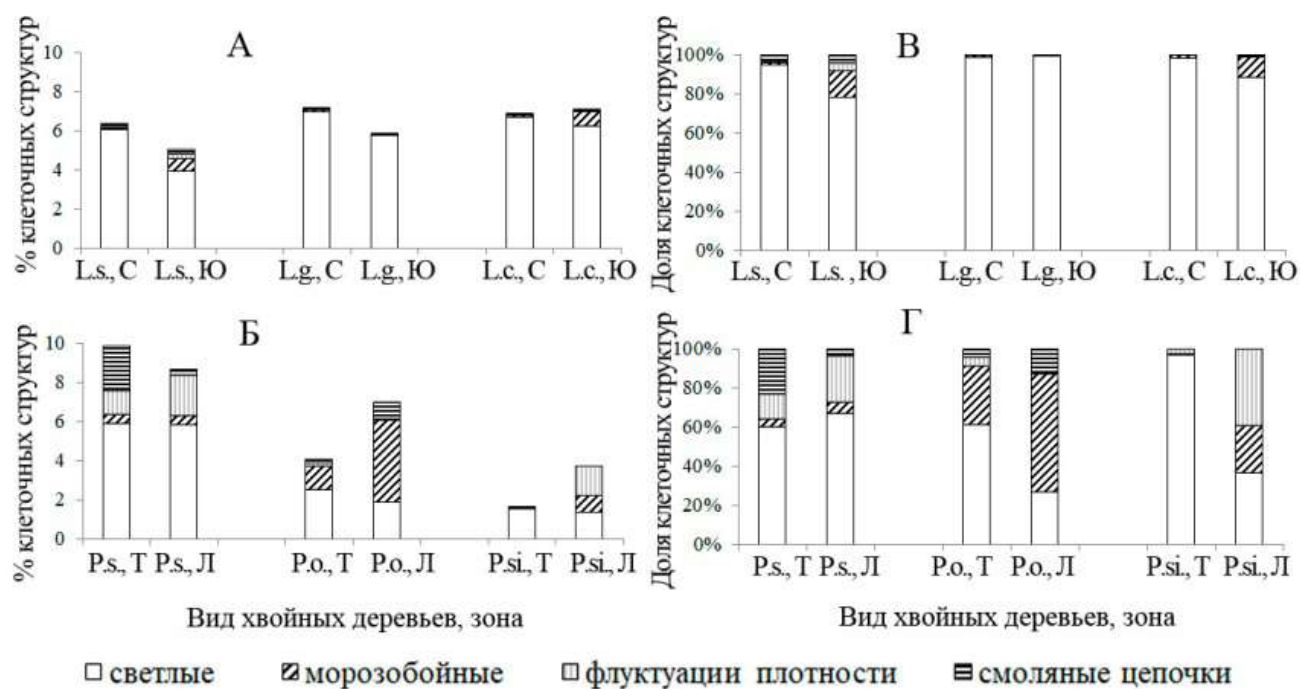 А
% клеточных структур
10
8
6
4
2
0
L.s., С L.s., Ю L.g., С L.g., Ю L.c., С L.c., Ю
В
Доля клеточных структур
100%
80%
60%
40%
20%
0%
L.s., С L.s. , Ю L.g., С L.g., Ю L.c., С L.c., Ю
Б
% клеточных структур
10
8
6
4
2
0
P.s., Т P.s., Л P.o., Т P.o., Л P.si., Т P.si., Л
Г
Доля клеточных структур
100%
80%
60%
40%
20%
0%
P.s., Т P.s., Л P.o., Т P.o., Л P.si., Т P.si., Л
Вид хвойных деревьев, зона
Вид хвойных деревьев, зона
светлые морозобойные флуктуации плотности смоляные цепочки